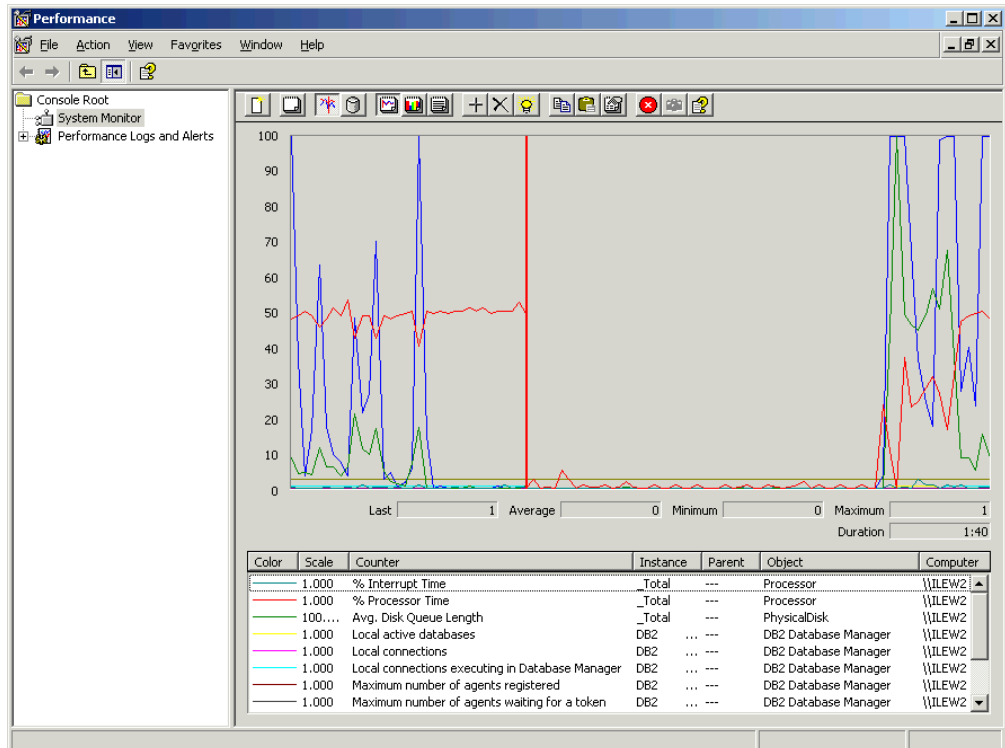 Performance
File Action View Favorites Window Help
Console Root
System Monitor
Performance Logs and Alerts
100
90
80
70
60
50
40
30
20
10
0
Last 1 Average 0 Minimum 0 Maximum 1
Duration 1:40
Color Scale Counter Instance Parent Object Computer
1.000 % Interrupt Time _Total --- Processor \\ILEW2
1.000 % Processor Time _Total --- Processor \\ILEW2
100.... Avg. Disk Queue Length _Total --- PhysicalDisk \\ILEW2
1.000 Local active databases DB2 ... --- DB2 Database Manager \\ILEW2
1.000 Local connections DB2 ... --- DB2 Database Manager \\ILEW2
1.000 Local connections executing in Database Manager DB2 ... --- DB2 Database Manager \\ILEW2
1.000 Maximum number of agents registered DB2 ... --- DB2 Database Manager \\ILEW2
1.000 Maximum number of agents waiting for a token DB2 ... --- DB2 Database Manager \\ILEW2